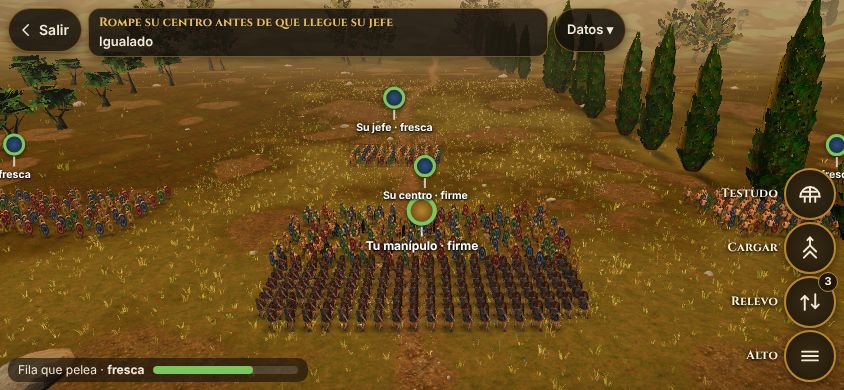 Salir
Rompe su centro antes de que llegue su jefe
Igualado
Datos ▾
Su jefe · fresca
fresca
Su centro · firme
Tu manípulo · firme
Testudo
Cargar
3
Relevo
Alto
Fila que pelea · fresca